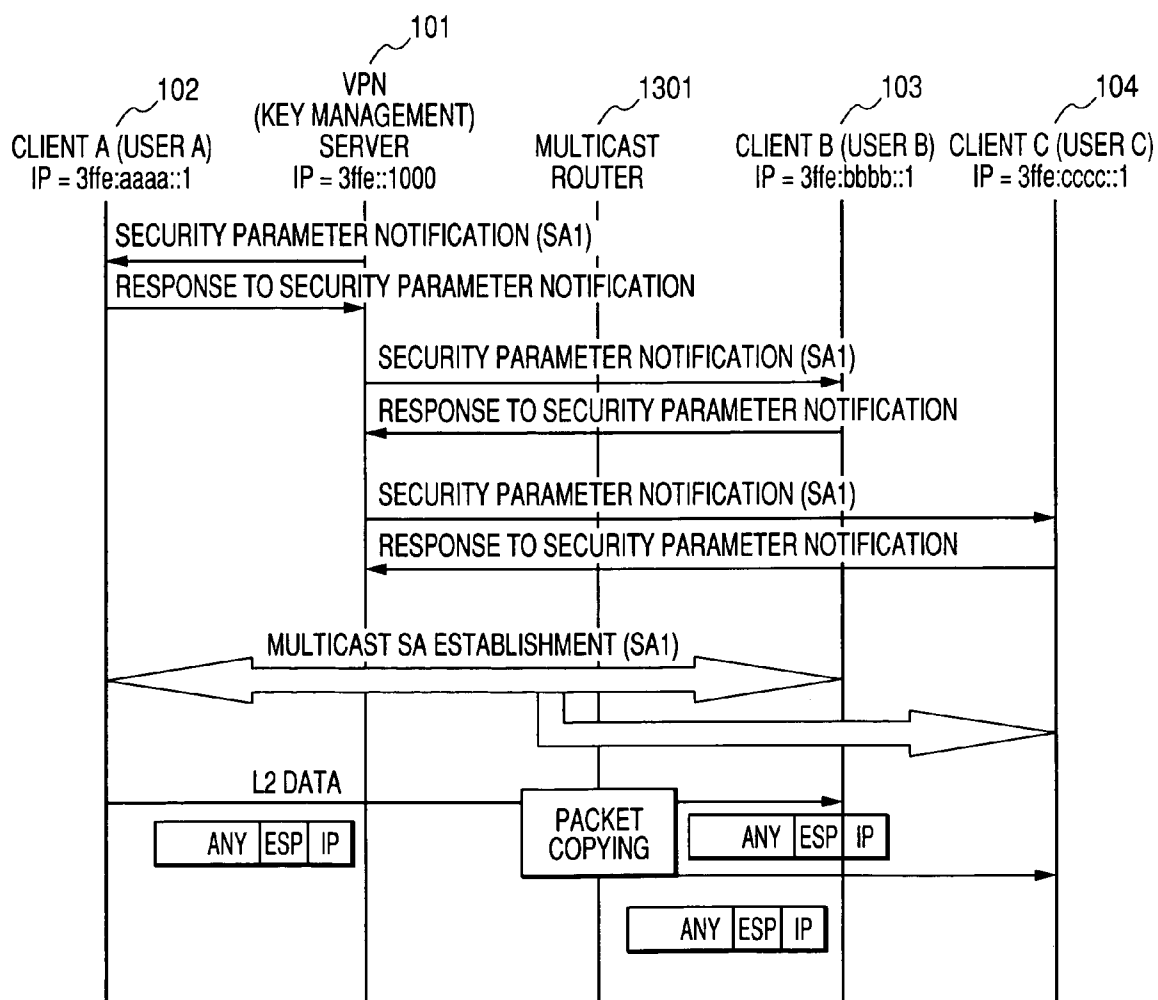 101
102
VPN
1301
103
104
(KEY MANAGEMENT)
CLIENT A (USER A)
SERVER
MULTICAST
CLIENT B (USER B)
CLIENT C (USER C)
IP = 3ffe:aaaa::1
IP = 3ffe::1000
ROUTER
IP = 3ffe:bbbb::1
IP = 3ffe:cccc::1
SECURITY PARAMETER NOTIFICATION (SA1)
RESPONSE TO SECURITY PARAMETER NOTIFICATION
SECURITY PARAMETER NOTIFICATION (SA1)
RESPONSE TO SECURITY PARAMETER NOTIFICATION
SECURITY PARAMETER NOTIFICATION (SA1)
RESPONSE TO SECURITY PARAMETER NOTIFICATION
MULTICAST SA ESTABLISHMENT (SA1)
L2 DATA
PACKET
COPYING
ANY ESP IP
ANY ESP IP
ANY ESP IP